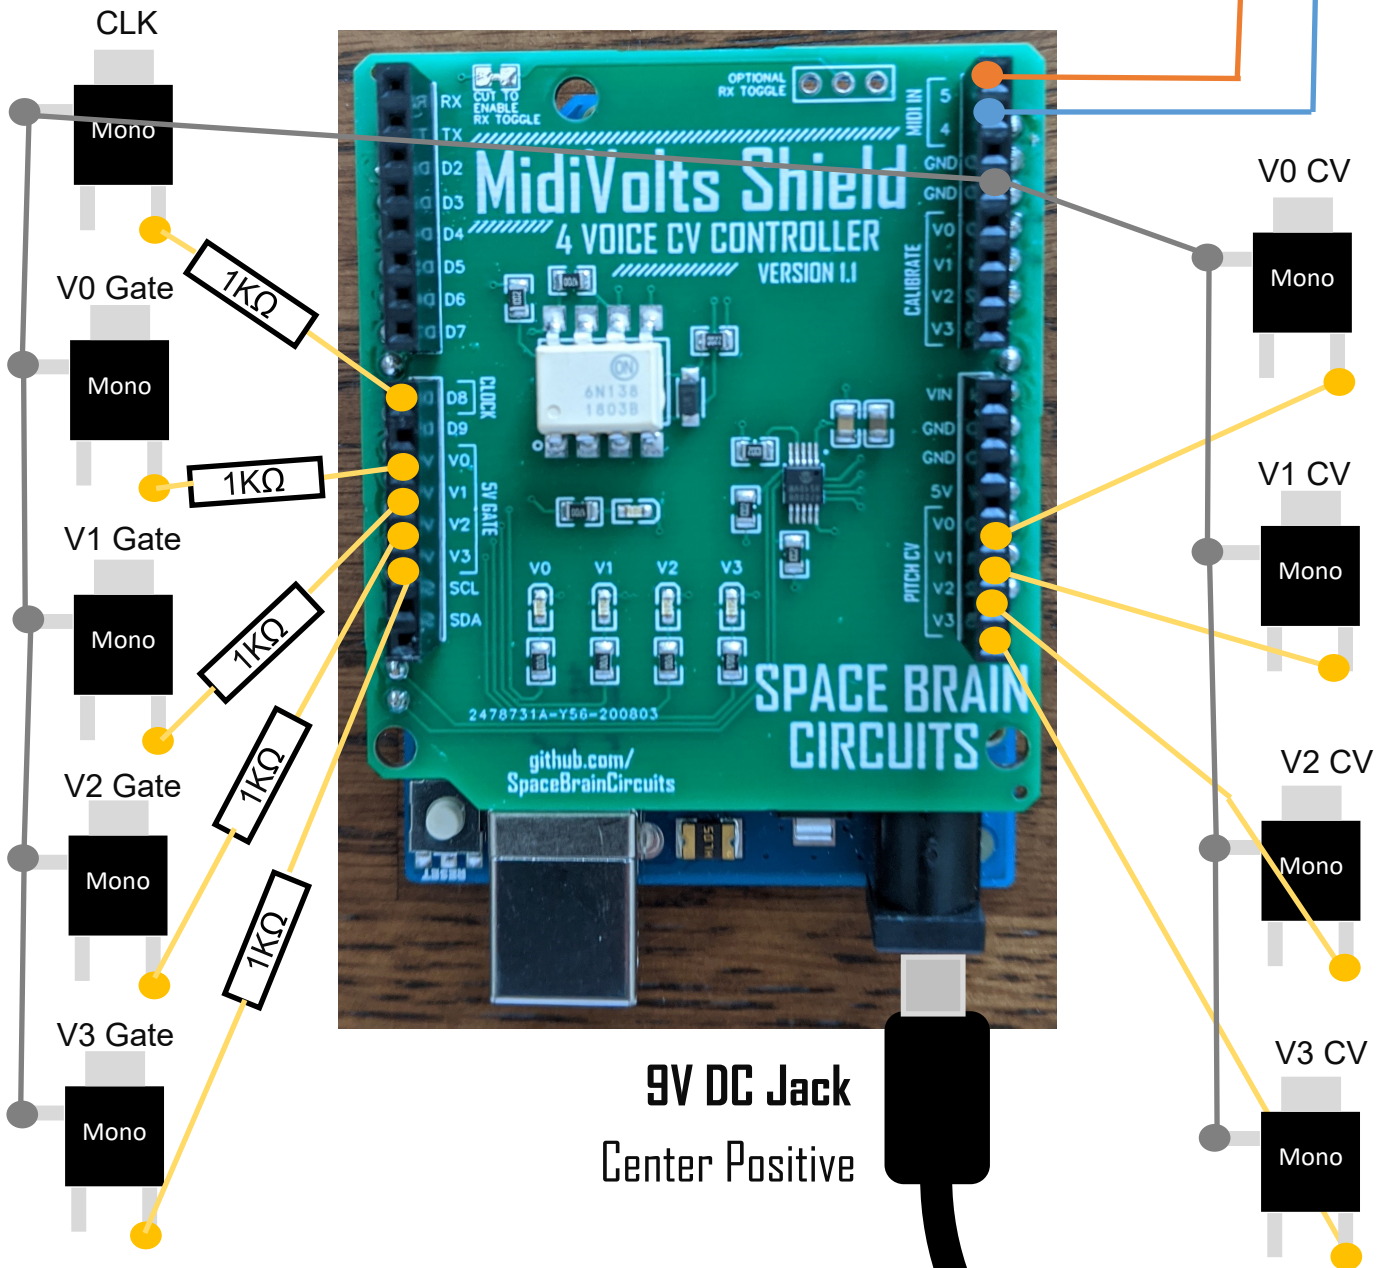 CLK
Mono
V0 Gate
Mono
V1 Gate
Mono
V2 Gate
Mono
V3 Gate
Mono
1KΩ
1KΩ
1KΩ
1KΩ
1KΩ
RX
TX
D2
D3
D4
D5
D6
D7
D8
CLOCK
D9
V0
V1
V2
V3
5V GATE
SCL
SDA
CUT TO
ENABLE
RX TOGGLE
OPTIONAL
RX TOGGLE
MidiVolts Shield
4 VOICE CV CONTROLLER
VERSION 1.1
6N138
1803B
V0 V1 V2 V3
2478731A-Y56-200803
SPACE BRAIN
CIRCUITS
github.com/
SpaceBrainCircuits
RESET
MIDI IN
5
4
GND
GND
CALIBRATE
V0
V1
V2
V3
VIN
GND
GND
5V
PITCH CV
V0
V1
V2
V3
9V DC Jack
Center Positive
V0 CV
Mono
V1 CV
Mono
V2 CV
Mono
V3 CV
Mono